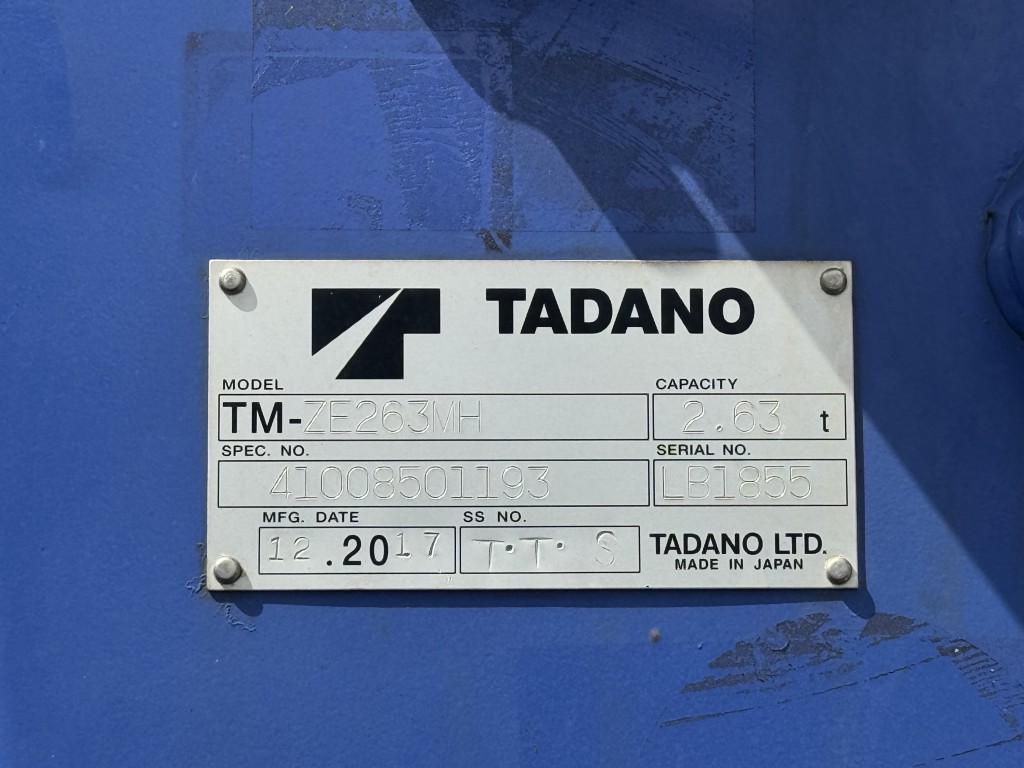 TADANO
MODEL CAPACITY
TM-ZE263MH 2.63 t
SPEC. NO. SERIAL NO.
41008501193 LB1855
MFG. DATE SS NO.
12.2017 T·T· S TADANO LTD.
MADE IN JAPAN